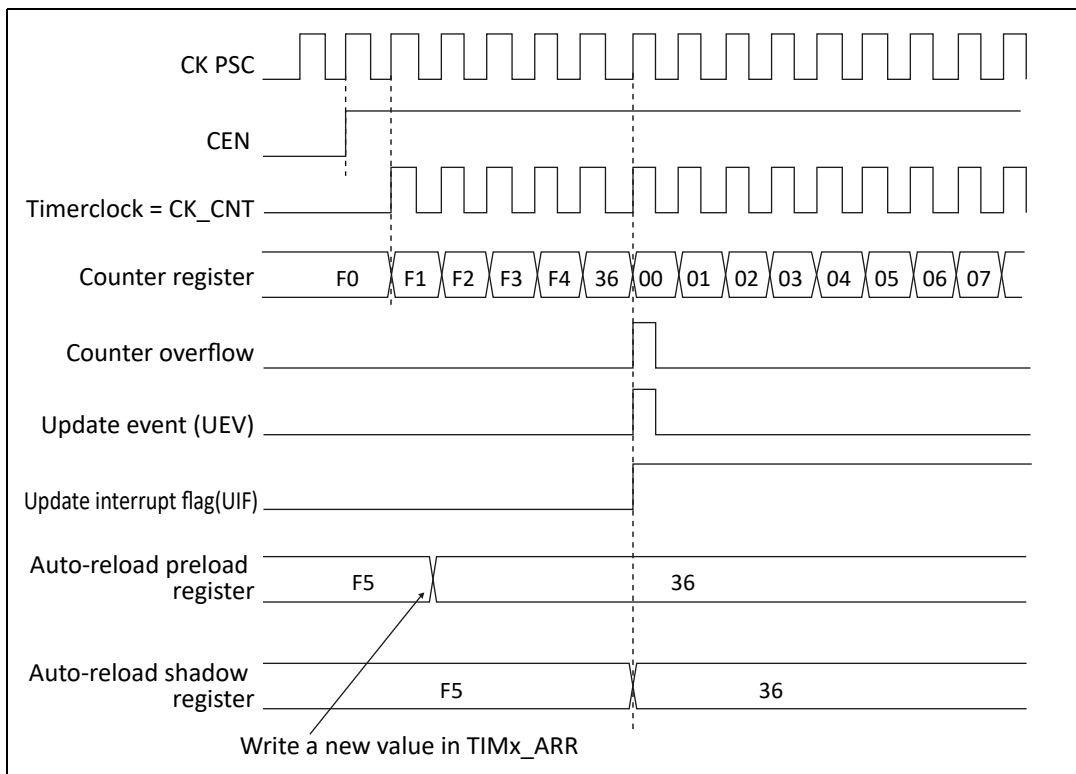 CK PSC
CEN
Timerclock = CK_CNT
Counter register F0 F1 F2 F3 F4 36 00 01 02 03 04 05 06 07
Counter overflow
Update event (UEV)
Update interrupt flag(UIF)
Auto-reload preload
register
F5 36
Auto-reload shadow
register
F5 36
Write a new value in TIMx_ARR